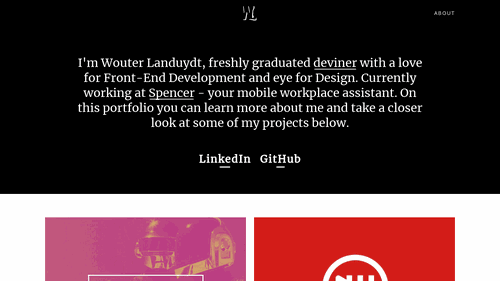 ABOUT
I'm Wouter Landuydt, freshly graduated deviner with a love
for Front-End Development and eye for Design. Currently
working at Spencer - your mobile workplace assistant. On
this portfolio you can learn more about me and take a closer
look at some of my projects below.
LinkedIn GitHub